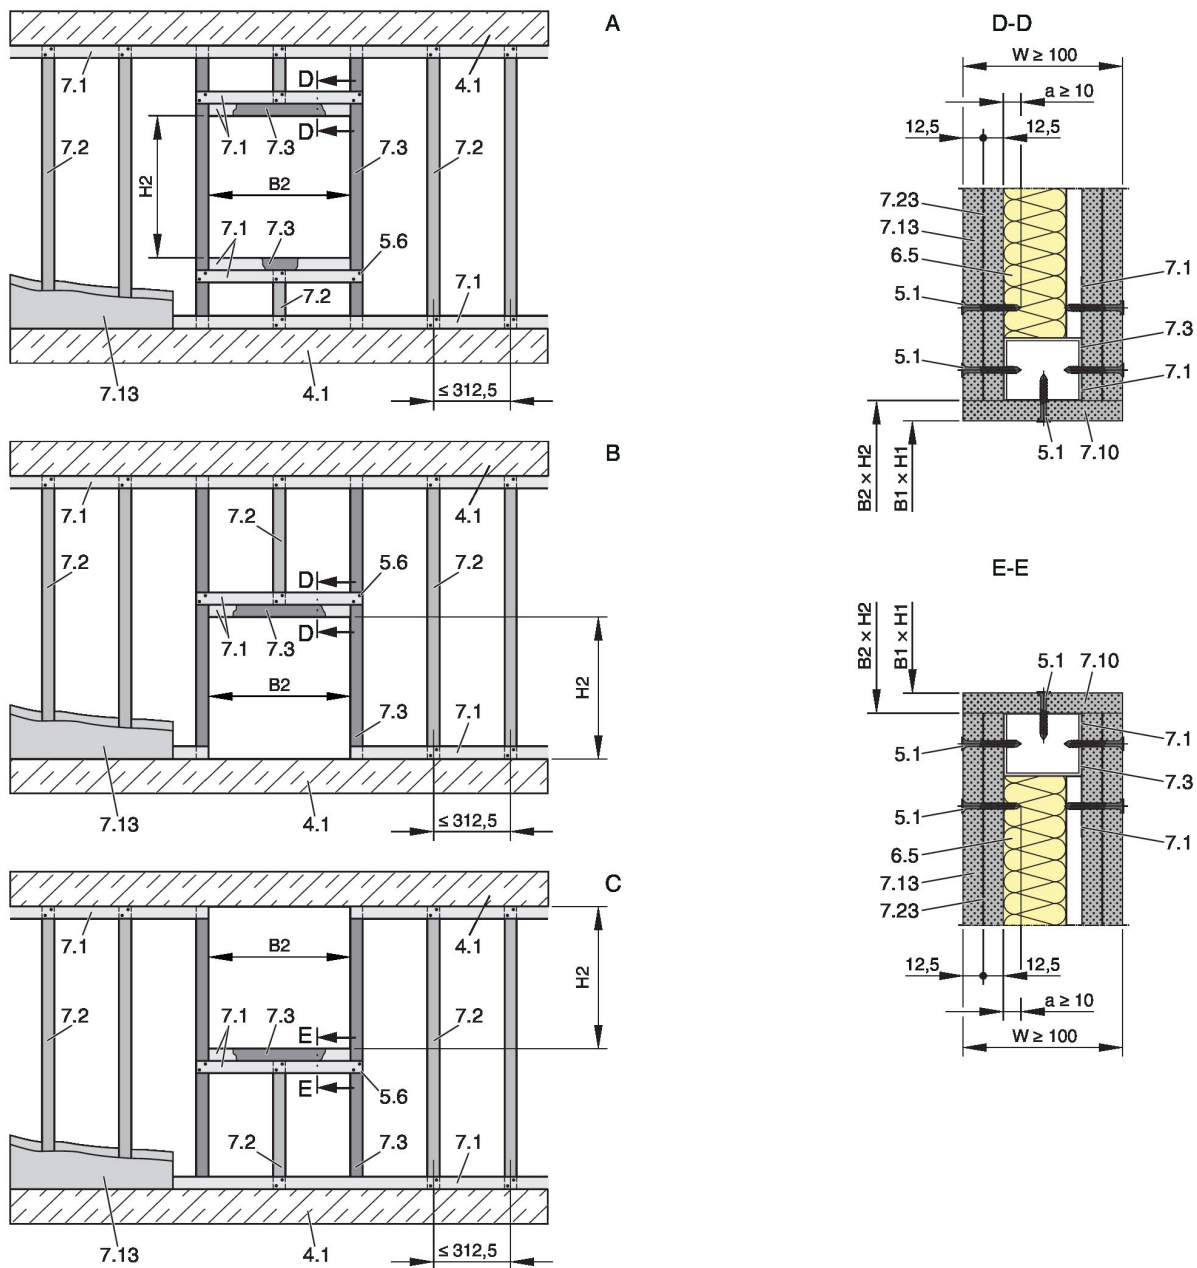 A
7.1
4.1
D
7.2
7.1
7.3
D
7.3
7.2
H2
B2
7.1
7.3
5.6
7.2
7.1
7.13
4.1
≤ 312,5
B
7.1
4.1
7.2
7.2
D
5.6
7.2
7.1
7.3
D
B2
H2
7.3
7.1
7.13
4.1
≤ 312,5
C
7.1
4.1
B2
H2
7.2
7.1
7.3
E
7.2
E
5.6
7.2
7.3
7.1
7.13
4.1
≤ 312,5
D-D
W ≥ 100
a ≥ 10
12,5
12,5
7.23
7.13
6.5
7.1
5.1
7.3
5.1
7.1
5.1
7.10
B2 × H2
B1 × H1
E-E
B2 × H2
B1 × H1
5.1
7.10
5.1
7.1
7.3
5.1
7.1
6.5
7.13
7.23
12,5
12,5
a ≥ 10
W ≥ 100